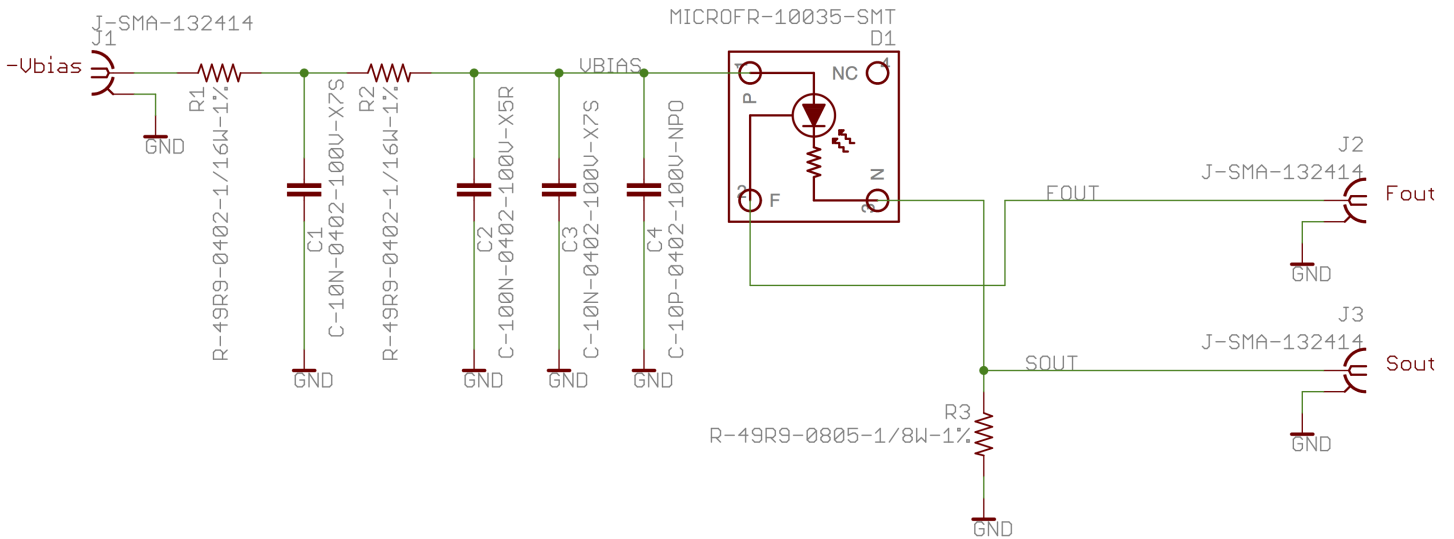 J-SMA-132414
J1
-Vbias
GND
R1
R-49R9-0402-1/16W-1%
C1
C-10N-0402-100V-X7S
GND
R2
R-49R9-0402-1/16W-1%
C2
C-100N-0402-100V-X5R
GND
C3
C-10N-0402-100V-X7S
GND
VBIAS
C4
C-10P-0402-100V-NPO
GND
MICROFR-10035-SMT
D1
1
P
NC
4
2
F
N
3
FOUT
J2
J-SMA-132414
Fout
GND
SOUT
J3
J-SMA-132414
Sout
GND
R3
R-49R9-0805-1/8W-1%
GND